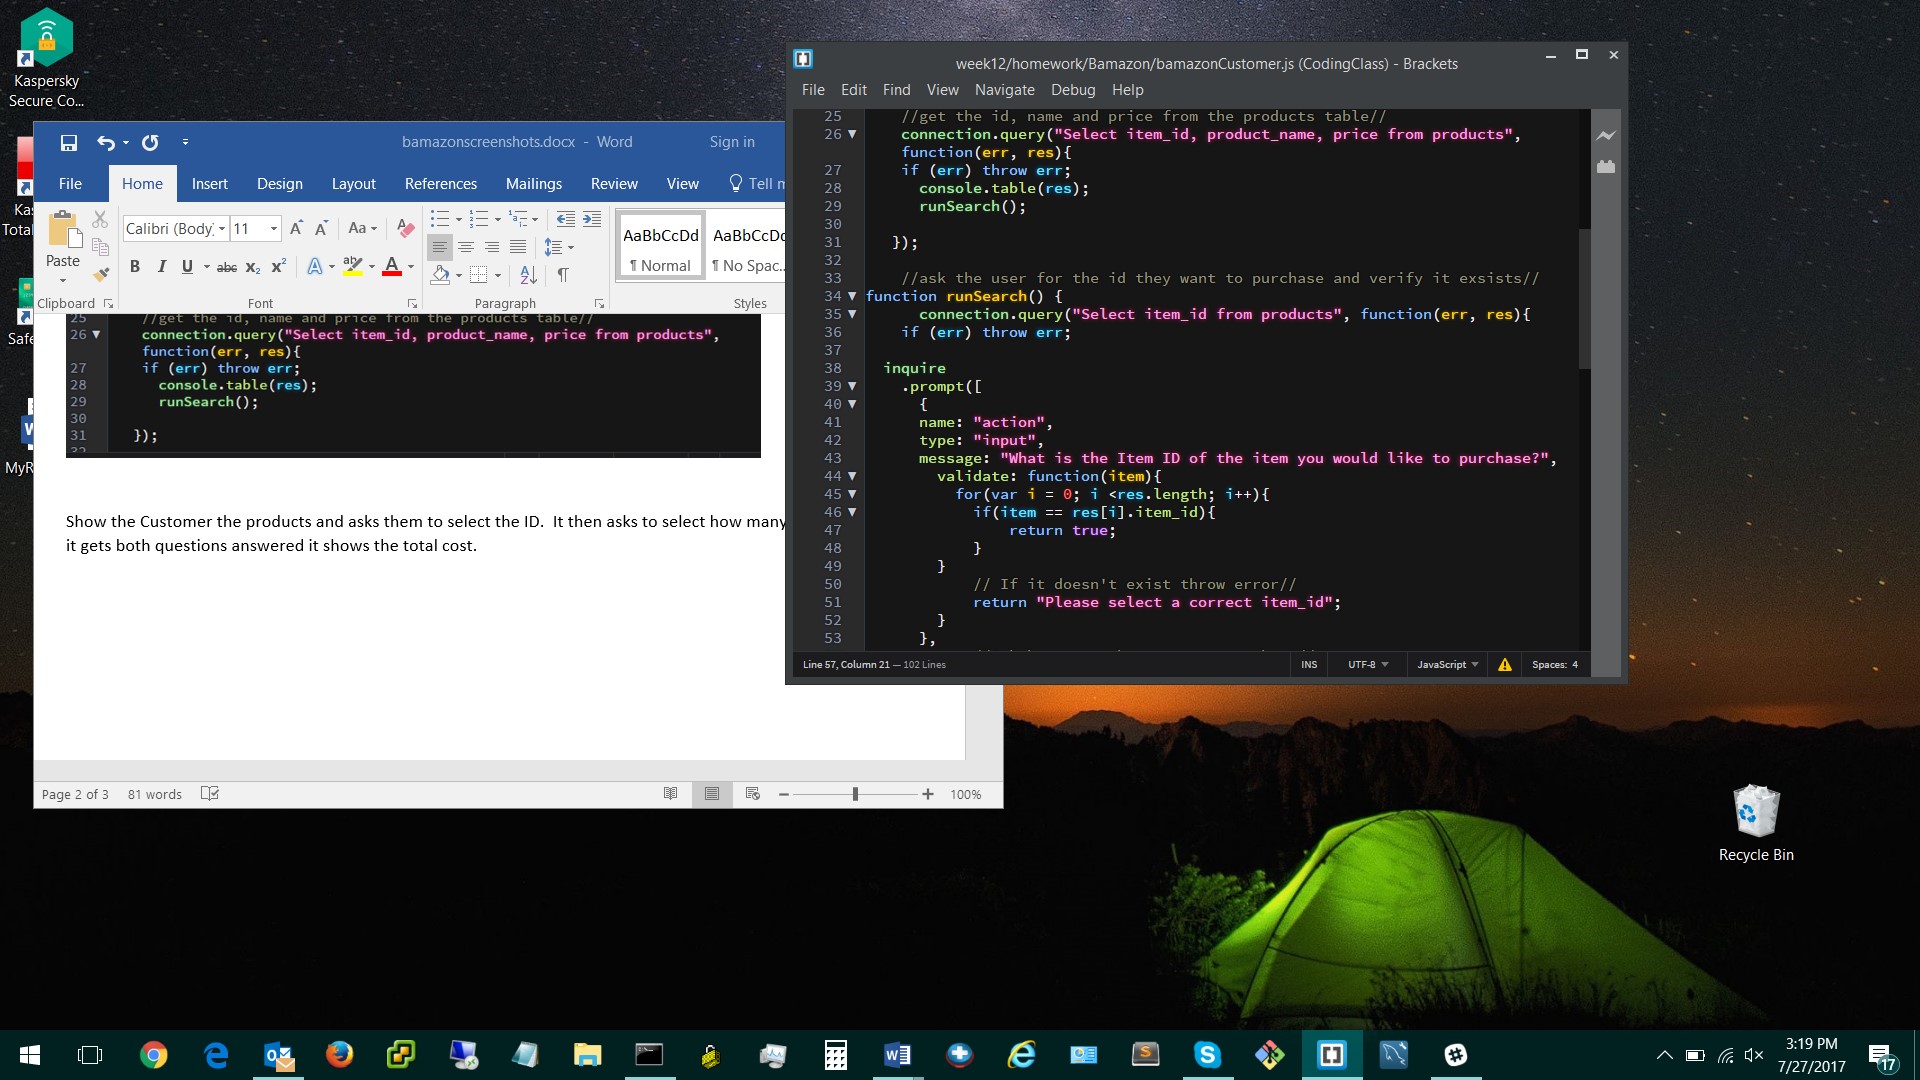 Kaspersky
Secure Co...
Total
Safe
bamazonscreenshots.docx - Word
Sign in
File
Home
Insert
Design
Layout
References
Mailings
Review
View
Tell
Paste
Calibri (Body)
11
Aa
B I U abc X₂ X²
AaBbCcDd
¶ Normal
AaBbCcDd
¶ No Spac...
Clipboard
Font
Paragraph
Styles
25 //get the id, name and price from the products table//
26 connection.query("Select item_id, product_name, price from products",
function(err, res){
27 if (err) throw err;
28 console.table(res);
29 runSearch();
30
31 });
32
Show the Customer the products and asks them to select the ID.  It then asks to select how many
it gets both questions answered it shows the total cost.
Page 2 of 3
81 words
100%
week12/homework/Bamazon/bamazonCustomer.js (CodingClass) - Brackets
File Edit Find View Navigate Debug Help
25 //get the id, name and price from the products table//
26 connection.query("Select item_id, product_name, price from products",
function(err, res){
27 if (err) throw err;
28 console.table(res);
29 runSearch();
30
31 });
32
33 //ask the user for the id they want to purchase and verify it exsists//
34 function runSearch() {
35 connection.query("Select item_id from products", function(err, res){
36 if (err) throw err;
37
38 inquire
39 .prompt([
40 {
41 name: "action",
42 type: "input",
43 message: "What is the Item ID of the item you would like to purchase?",
44 validate: function(item){
45 for(var i = 0; i <res.length; i++){
46 if(item == res[i].item_id){
47 return true;
48 }
49 }
50 // If it doesn't exist throw error//
51 return "Please select a correct item_id";
52 }
53 },
Line 57, Column 21 — 102 Lines
INS
UTF-8
JavaScript
Spaces: 4
Recycle Bin
3:19 PM
7/27/2017
17